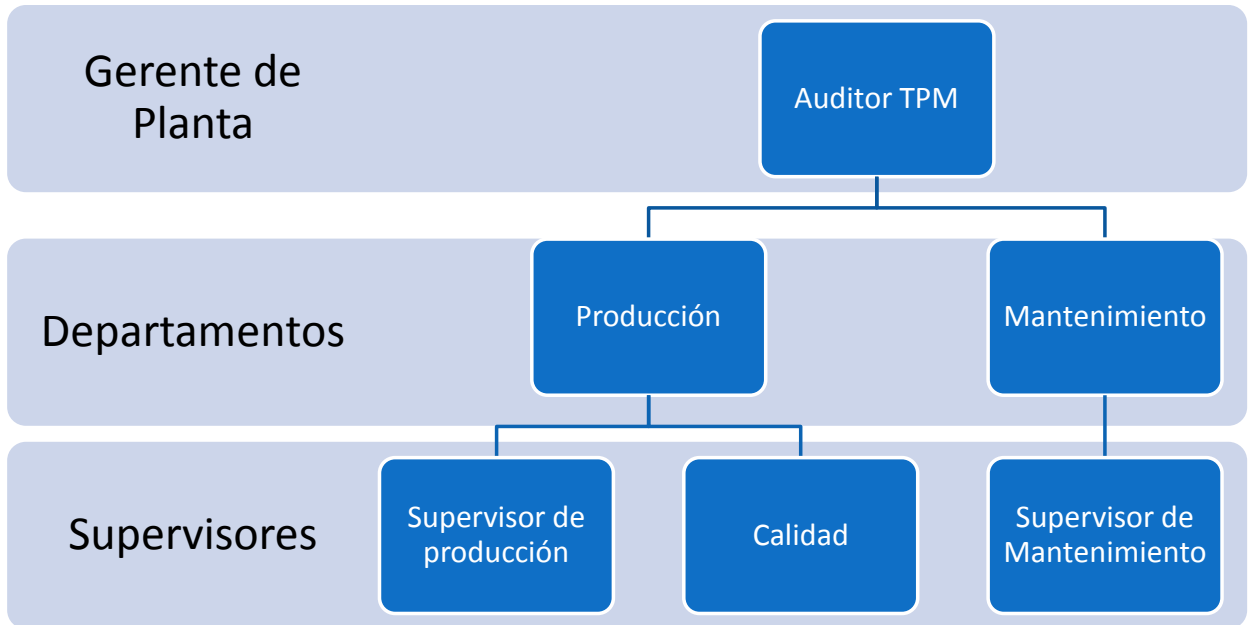 Gerente de
Planta
Auditor TPM
Departamentos
Producción
Mantenimiento
Supervisores
Supervisor de
producción
Calidad
Supervisor de
Mantenimiento